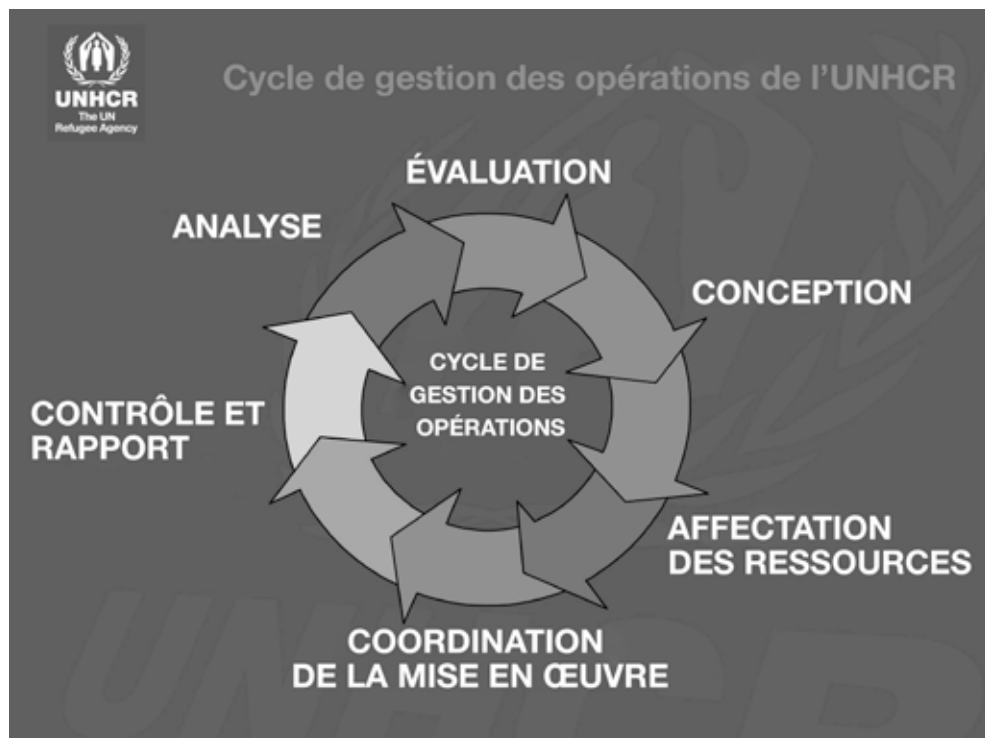 UNHCR
The UN
Refugee Agency
Cycle de gestion des opérations de l'UNHCR
ÉVALUATION
ANALYSE
CONCEPTION
CYCLE DE
GESTION DES
OPÉRATIONS
CONTRÔLE ET
RAPPORT
AFFECTATION
DES RESSOURCES
COORDINATION
DE LA MISE EN ŒUVRE
UNHCR